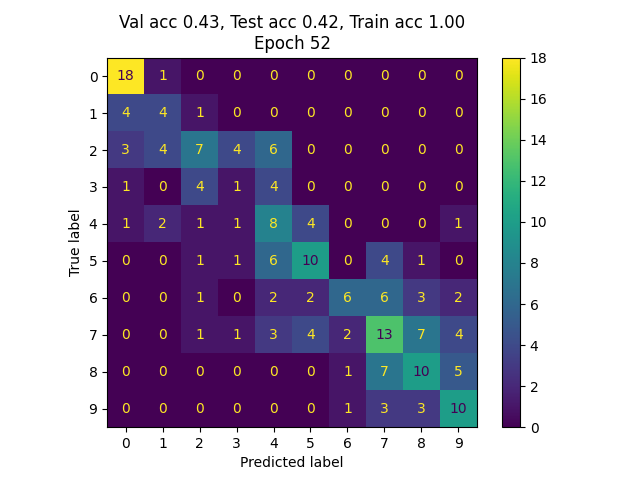 Val acc 0.43, Test acc 0.42, Train acc 1.00
Epoch 52
0 18 1 0 0 0 0 0 0 0 0
1 4 4 1 0 0 0 0 0 0 0
2 3 4 7 4 6 0 0 0 0 0
3 1 0 4 1 4 0 0 0 0 0
4 1 2 1 1 8 4 0 0 0 1
5 0 0 1 1 6 10 0 4 1 0
6 0 0 1 0 2 2 6 6 3 2
7 0 0 1 1 3 4 2 13 7 4
8 0 0 0 0 0 0 1 7 10 5
9 0 0 0 0 0 0 1 3 3 10
0 1 2 3 4 5 6 7 8 9
Predicted label
True label
18
16
14
12
10
8
6
4
2
0